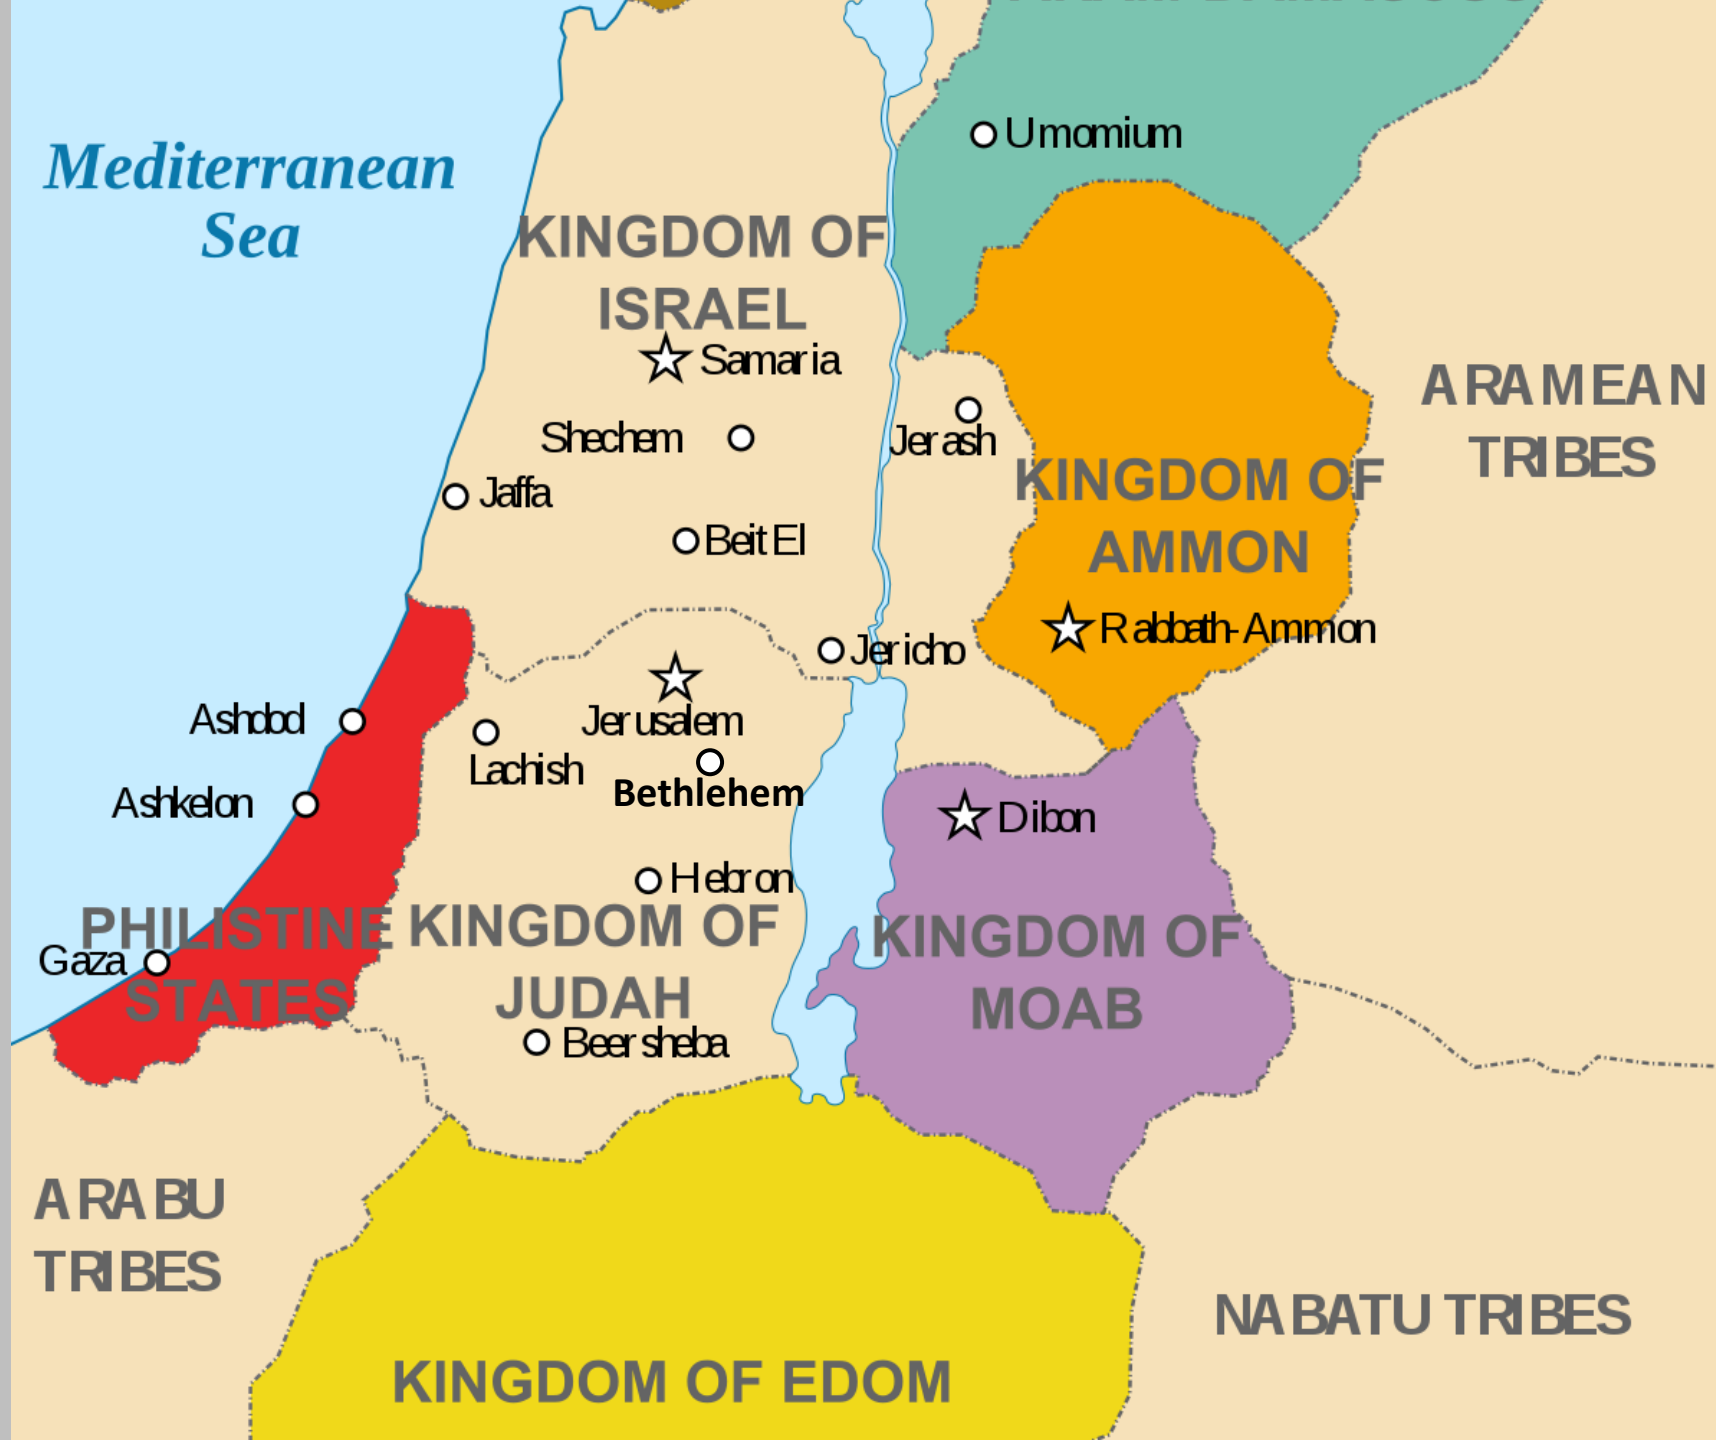 Umomium
Mediterranean
Sea
KINGDOM OF
ISRAEL
Samaria
Shechem
Jaffa
Beit El
Jerash
KINGDOM OF
AMMON
Rabbath-Ammon
ARAMEAN
TRIBES
Jericho
Jerusalem
Ashdod
Lachish
Bethlehem
Ashkelon
Dibon
Hebron
PHILISTINE
STATES
Gaza
KINGDOM OF
JUDAH
KINGDOM OF
MOAB
Beersheba
ARABU
TRIBES
NABATU TRIBES
KINGDOM OF EDOM